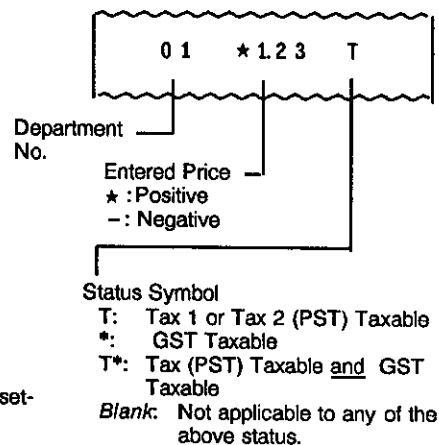 01 ★1.23 T
Department
No.
Entered Price
★ : Positive
– : Negative
Status Symbol
T: Tax 1 or Tax 2 (PST) Taxable
*: GST Taxable
T*: Tax (PST) Taxable and GST
Taxable
set-
Blank: Not applicable to any of the
above status.